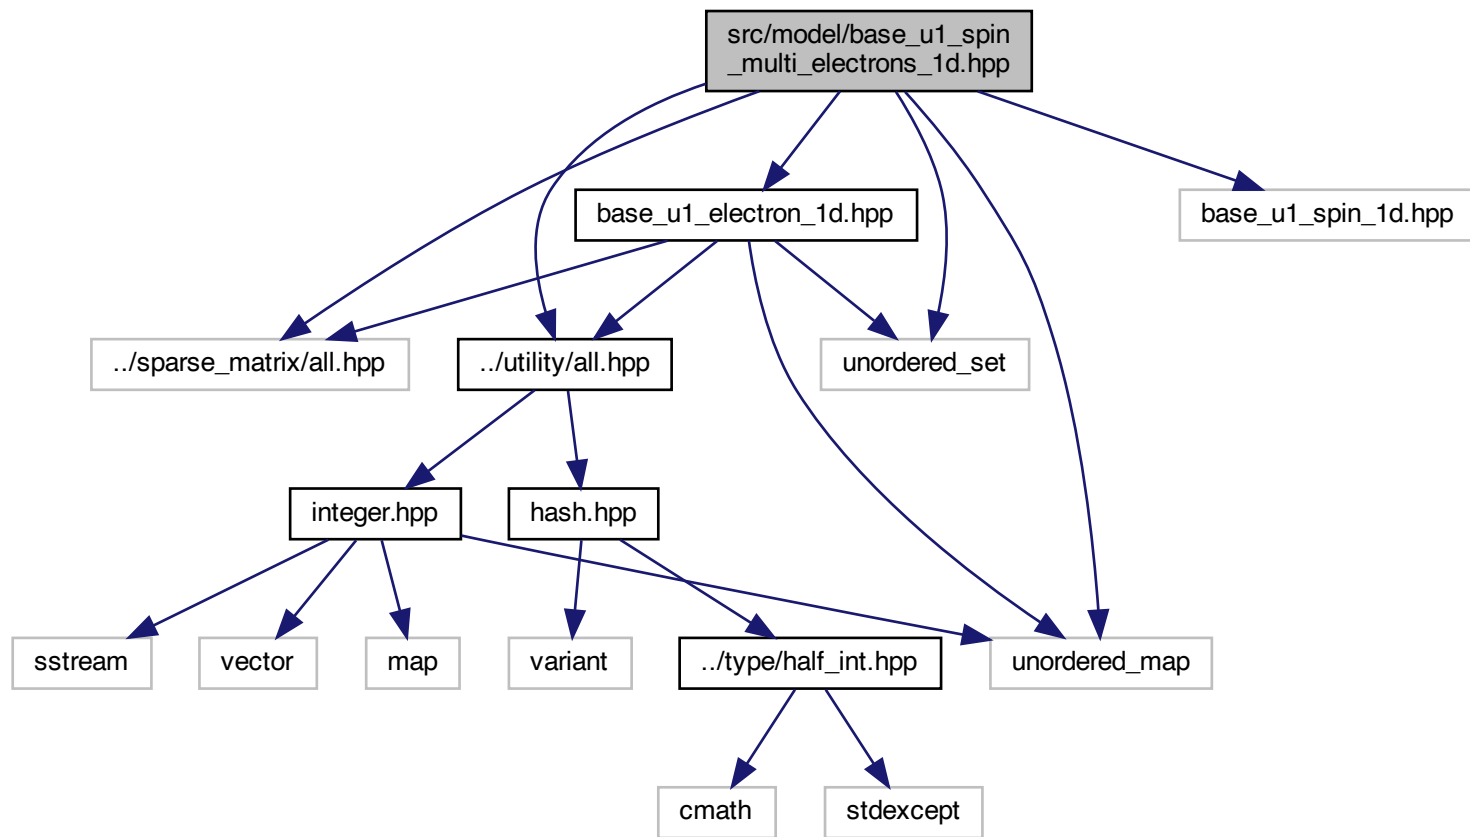 src/model/base_u1_spin
_multi_electrons_1d.hpp
base_u1_electron_1d.hpp
base_u1_spin_1d.hpp
../sparse_matrix/all.hpp
../utility/all.hpp
unordered_set
integer.hpp
hash.hpp
sstream
vector
map
variant
../type/half_int.hpp
unordered_map
cmath
stdexcept